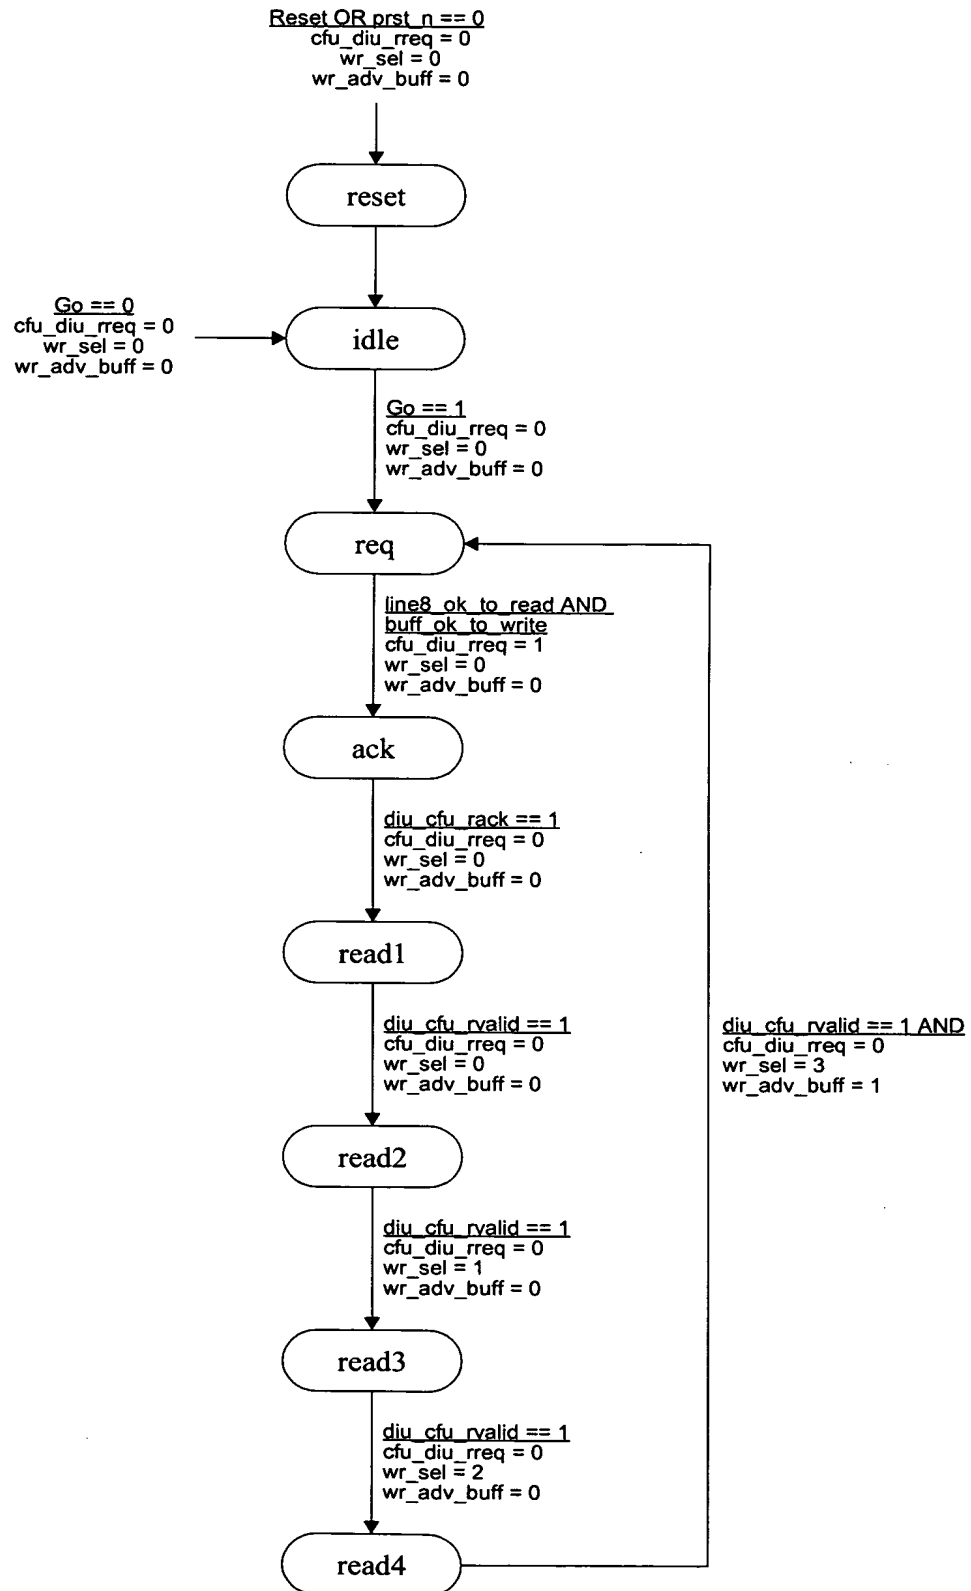 Reset OR prst_n == 0
cfu_diu_rreq = 0
wr_sel = 0
wr_adv_buff = 0
reset
Go == 0
cfu_diu_rreq = 0
wr_sel = 0
wr_adv_buff = 0
idle
Go == 1
cfu_diu_rreq = 0
wr_sel = 0
wr_adv_buff = 0
req
line8_ok_to_read AND
buff_ok_to_write
cfu_diu_rreq = 1
wr_sel = 0
wr_adv_buff = 0
ack
diu_cfu_rack == 1
cfu_diu_rreq = 0
wr_sel = 0
wr_adv_buff = 0
read1
diu_cfu_rvalid == 1
cfu_diu_rreq = 0
wr_sel = 0
wr_adv_buff = 0
diu_cfu_rvalid == 1 AND
cfu_diu_rreq = 0
wr_sel = 3
wr_adv_buff = 1
read2
diu_cfu_rvalid == 1
cfu_diu_rreq = 0
wr_sel = 1
wr_adv_buff = 0
read3
diu_cfu_rvalid == 1
cfu_diu_rreq = 0
wr_sel = 2
wr_adv_buff = 0
read4